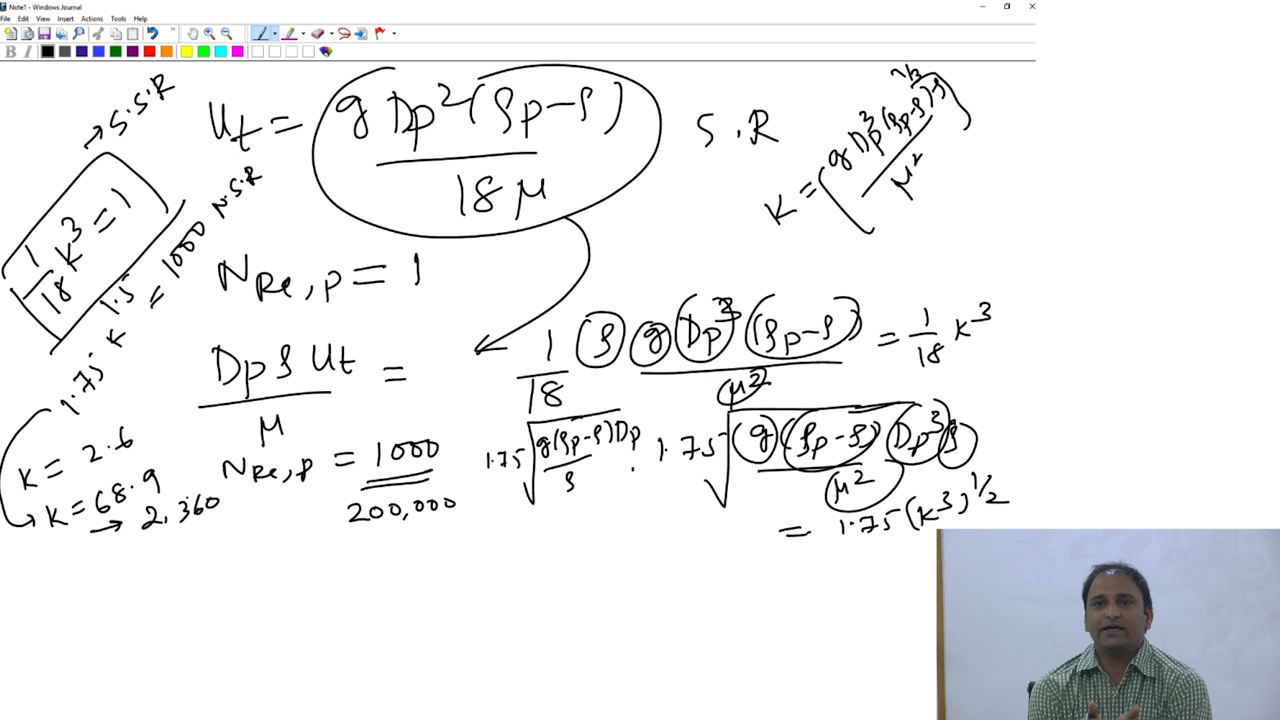 Note1 - Windows Journal
File Edit View Insert Actions Tools Help
B I
Ut = g Dp² (ρp-ρ) / 18 μ
S.R
K = [g Dp³ (ρp-ρ) ρ / μ²]^1/3
→ S.S.R
1/18 K³ = 1
1.75 K^1.5 = 1000 N.S.R
N Re,p = 1
Dp ρ Ut / μ = 1/18 ρ g Dp³ (ρp-ρ) / μ² = 1/18 K³
K = 2.6
K = 68.9
→ 2,360
N Re,p = 1000
200,000
1.75 √(g(ρp-ρ)Dp / ρ) . 1.75 √(g (ρp-ρ) Dp³ ρ / μ²)
= 1.75 (K³)^1/2